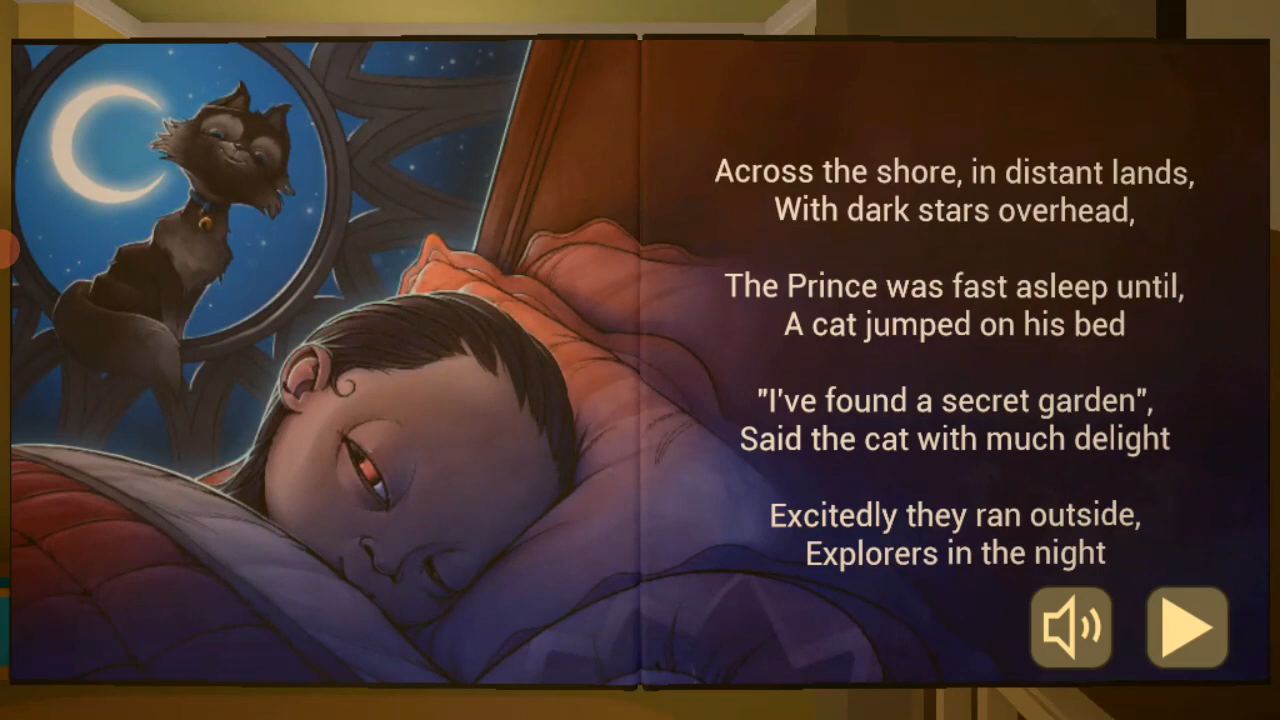 Across the shore, in distant lands,
With dark stars overhead,
The Prince was fast asleep until,
A cat jumped on his bed
"I've found a secret garden",
Said the cat with much delight
Excitedly they ran outside,
Explorers in the night